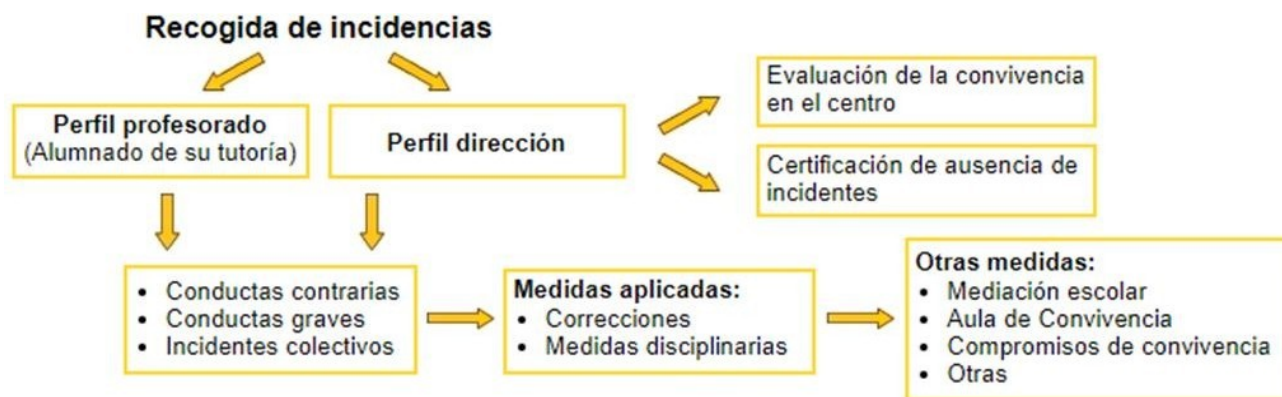 Recogida de incidencias
Perfil profesorado
(Alumnado de su tutoría)
Perfil dirección
Evaluación de la convivencia
en el centro
Certificación de ausencia de
incidentes
• Conductas contrarias
• Conductas graves
• Incidentes colectivos
Medidas aplicadas:
• Correcciones
• Medidas disciplinarias
Otras medidas:
• Mediación escolar
• Aula de Convivencia
• Compromisos de convivencia
• Otras